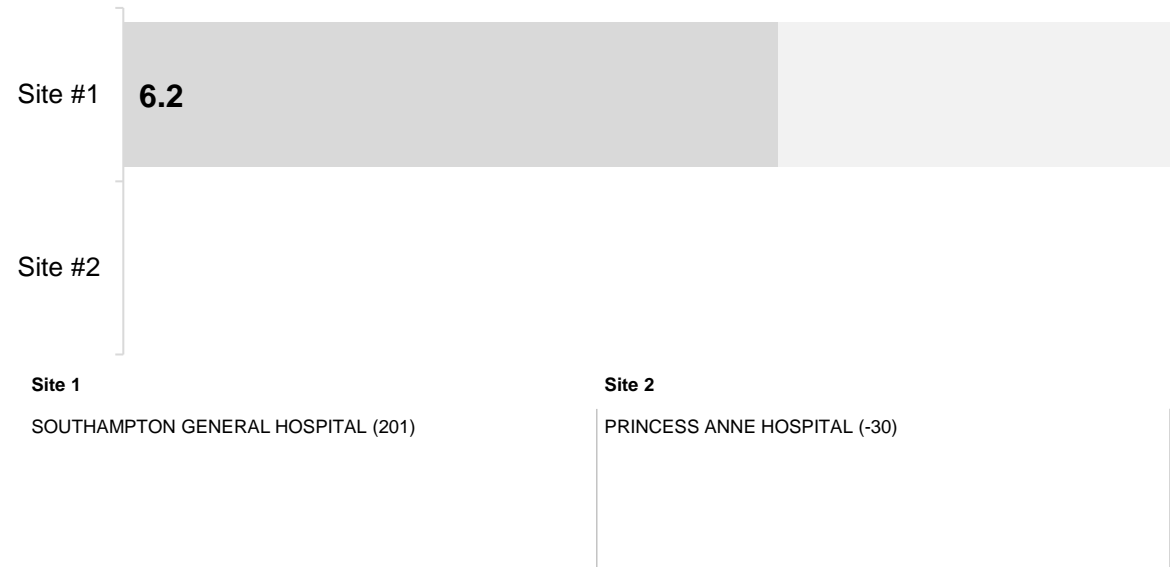 Site #1
6.2
Site #2
Site 1
Site 2
SOUTHAMPTON GENERAL HOSPITAL (201)
PRINCESS ANNE HOSPITAL (-30)